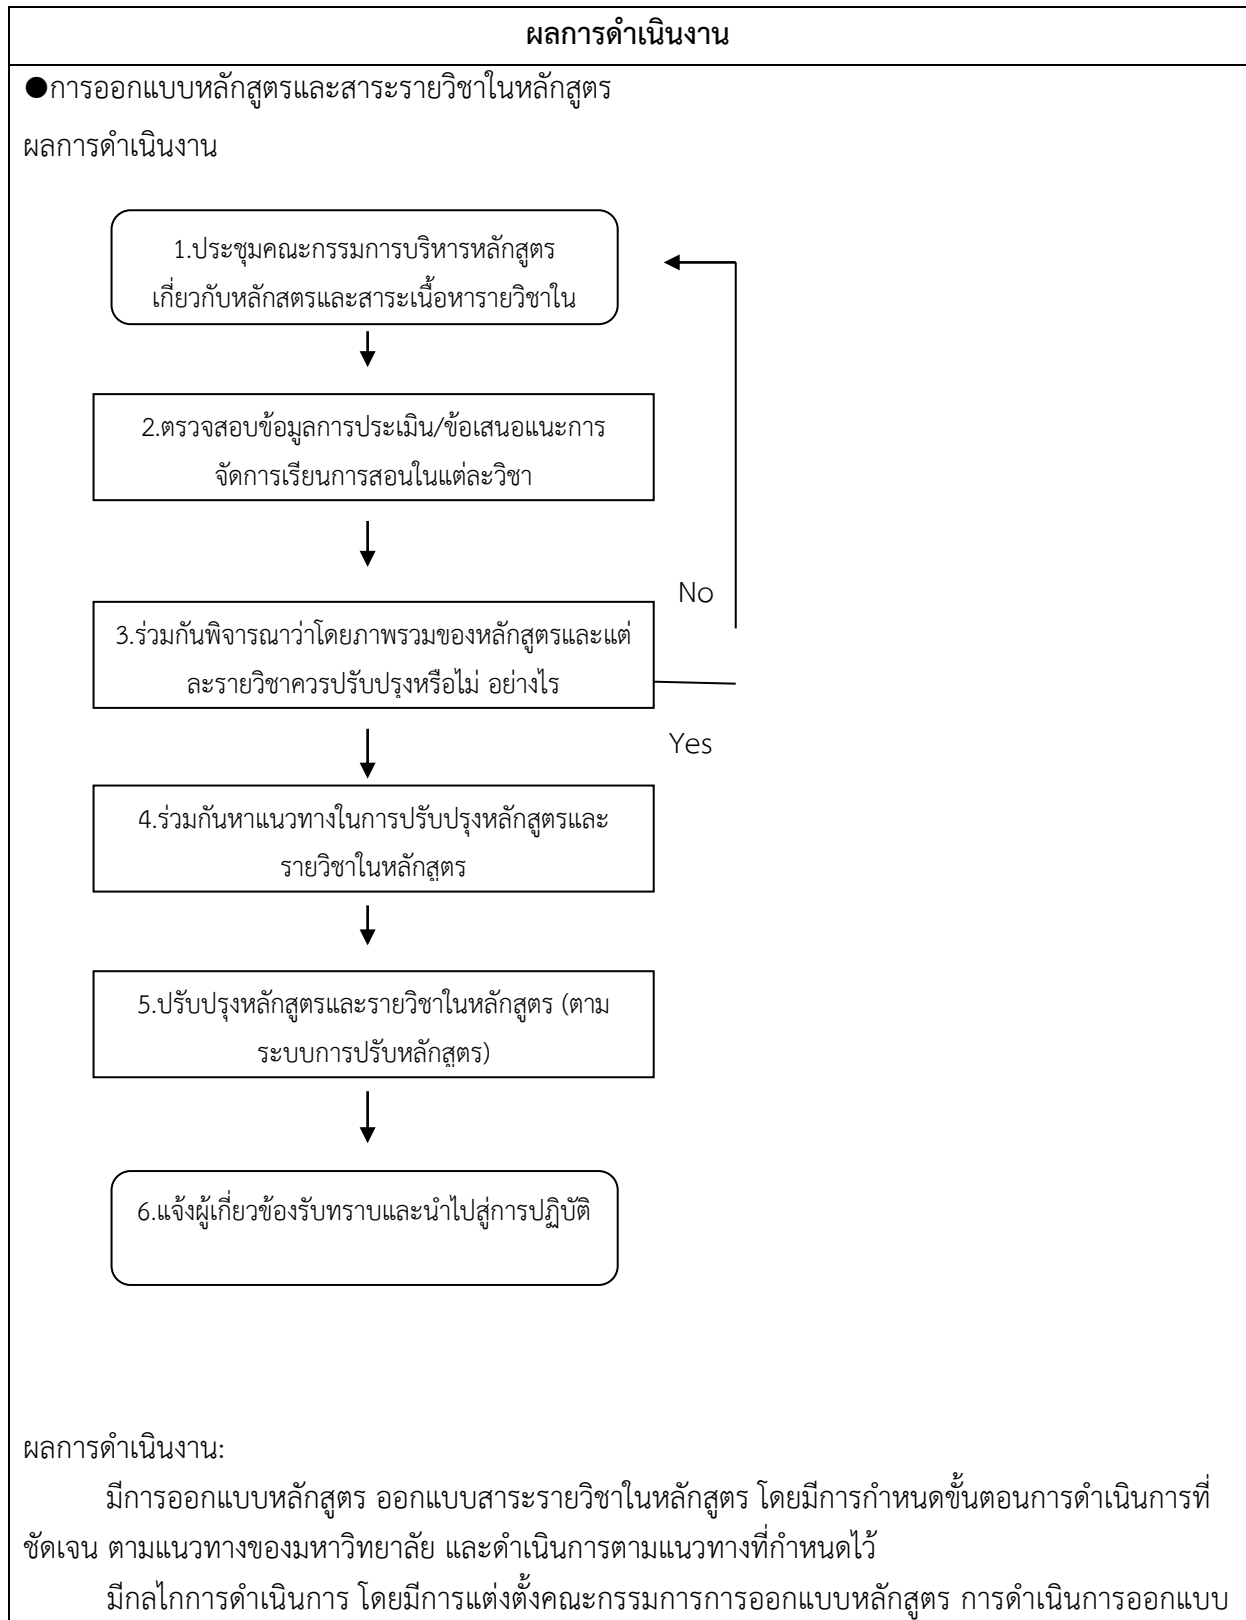 ผลการดำเนินงาน
●การออกแบบหลักสูตรและสาระรายวิชาในหลักสูตร
ผลการดำเนินงาน
1.ประชุมคณะกรรมการบริหารหลักสูตร
เกี่ยวกับหลักสตรและสาระเนื้อหารายวิชาใน
2.ตรวจสอบข้อมูลการประเมิน/ข้อเสนอแนะการ
จัดการเรียนการสอนในแต่ละวิชา
No
3.ร่วมกันพิจารณาว่าโดยภาพรวมของหลักสูตรและแต่
ละรายวิชาควรปรับปรุงหรือไม่ อย่างไร
Yes
4.ร่วมกันหาแนวทางในการปรับปรุงหลักสูตรและ
รายวิชาในหลักสูตร
5.ปรับปรุงหลักสูตรและรายวิชาในหลักสูตร (ตาม
ระบบการปรับหลักสูตร)
6.แจ้งผู้เกี่ยวข้องรับทราบและนำไปสู่การปฏิบัติ
ผลการดำเนินงาน:
มีการออกแบบหลักสูตร ออกแบบสาระรายวิชาในหลักสูตร โดยมีการกำหนดขั้นตอนการดำเนินการที่
ชัดเจน ตามแนวทางของมหาวิทยาลัย และดำเนินการตามแนวทางที่กำหนดไว้
มีกลไกการดำเนินการ โดยมีการแต่งตั้งคณะกรรมการการออกแบบหลักสูตร การดำเนินการออกแบบ